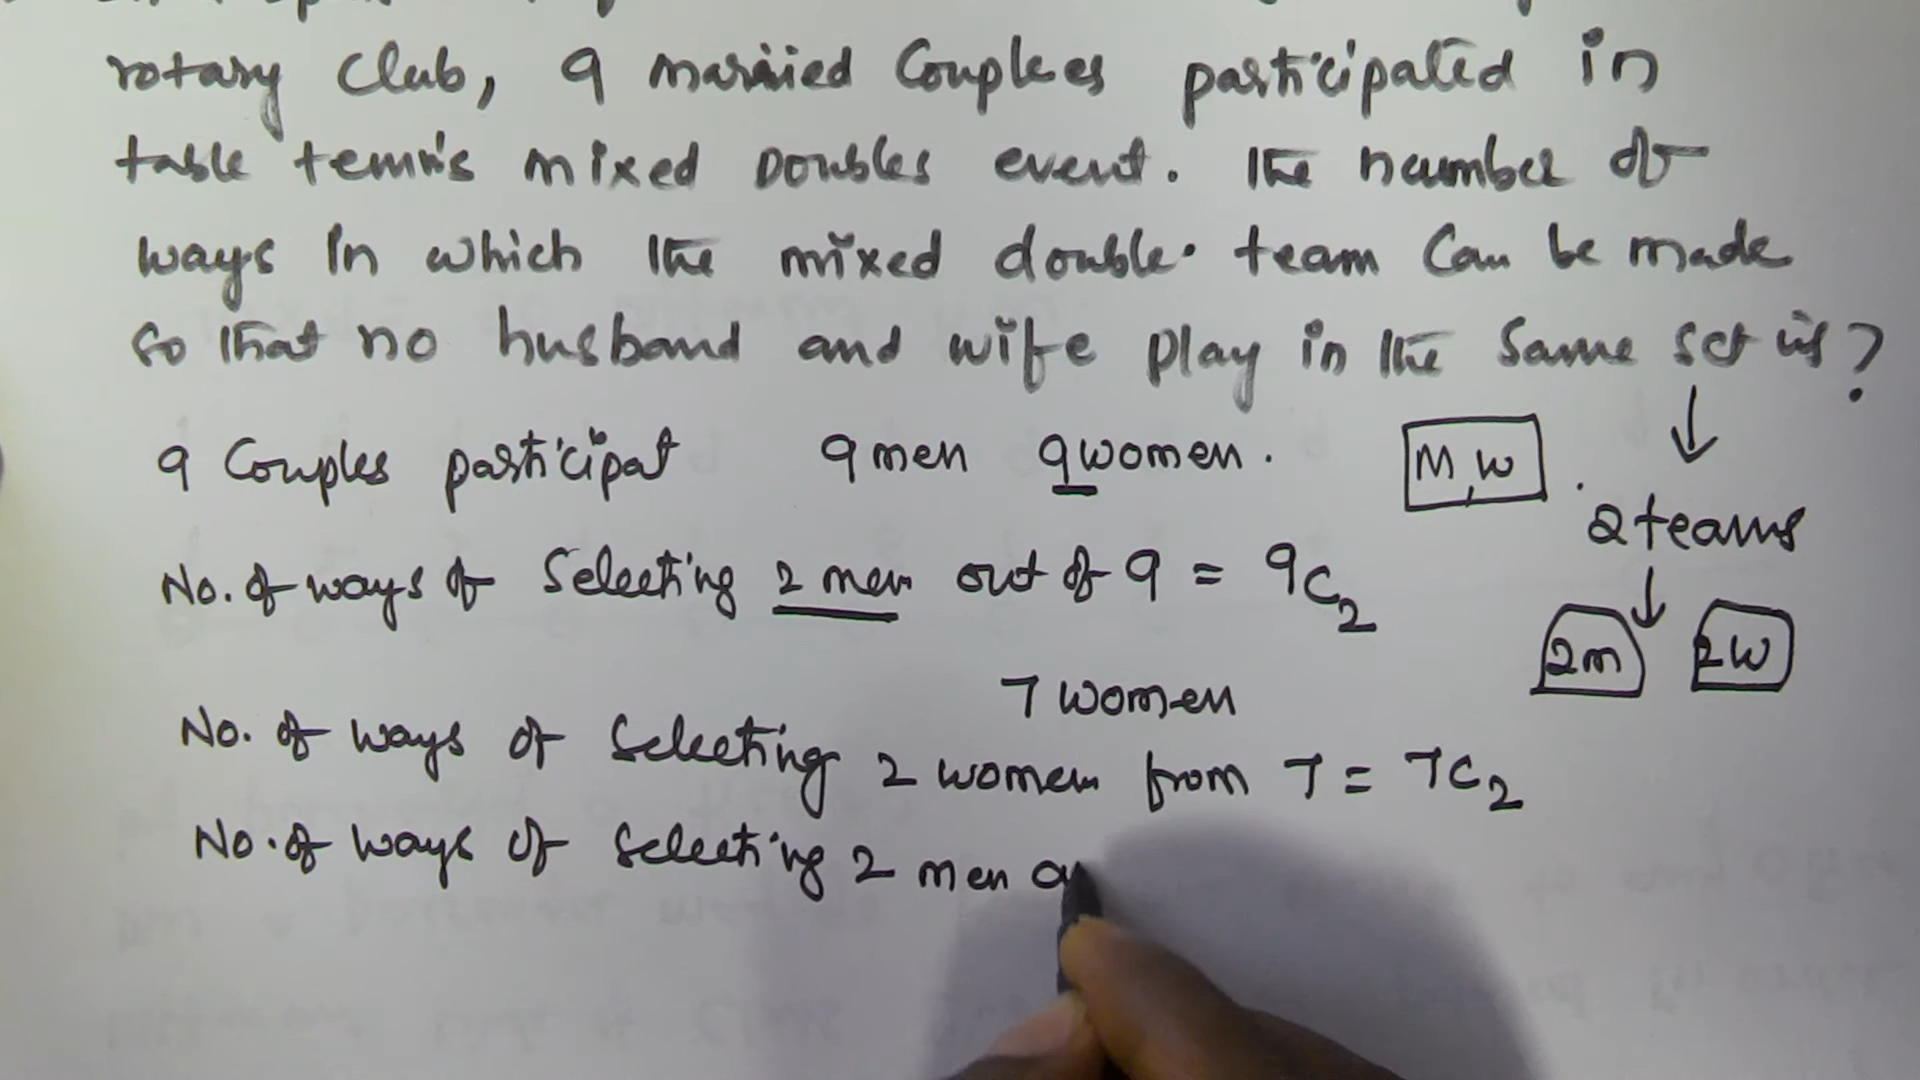 rotary club, 9 married Couplees participated in
table tennis mixed Doubles event. The number of
ways in which the mixed double. team can be made
so that no husband and wife play in the same set is?
9 Couples participat 9 men 9 women.
M, W
2 teams
No. of ways of Selecting 2 men out of 9 = 9C2
2m 2W
7 women
No. of ways of selecting 2 women from 7 = 7C2
No. of ways of selecting 2 men